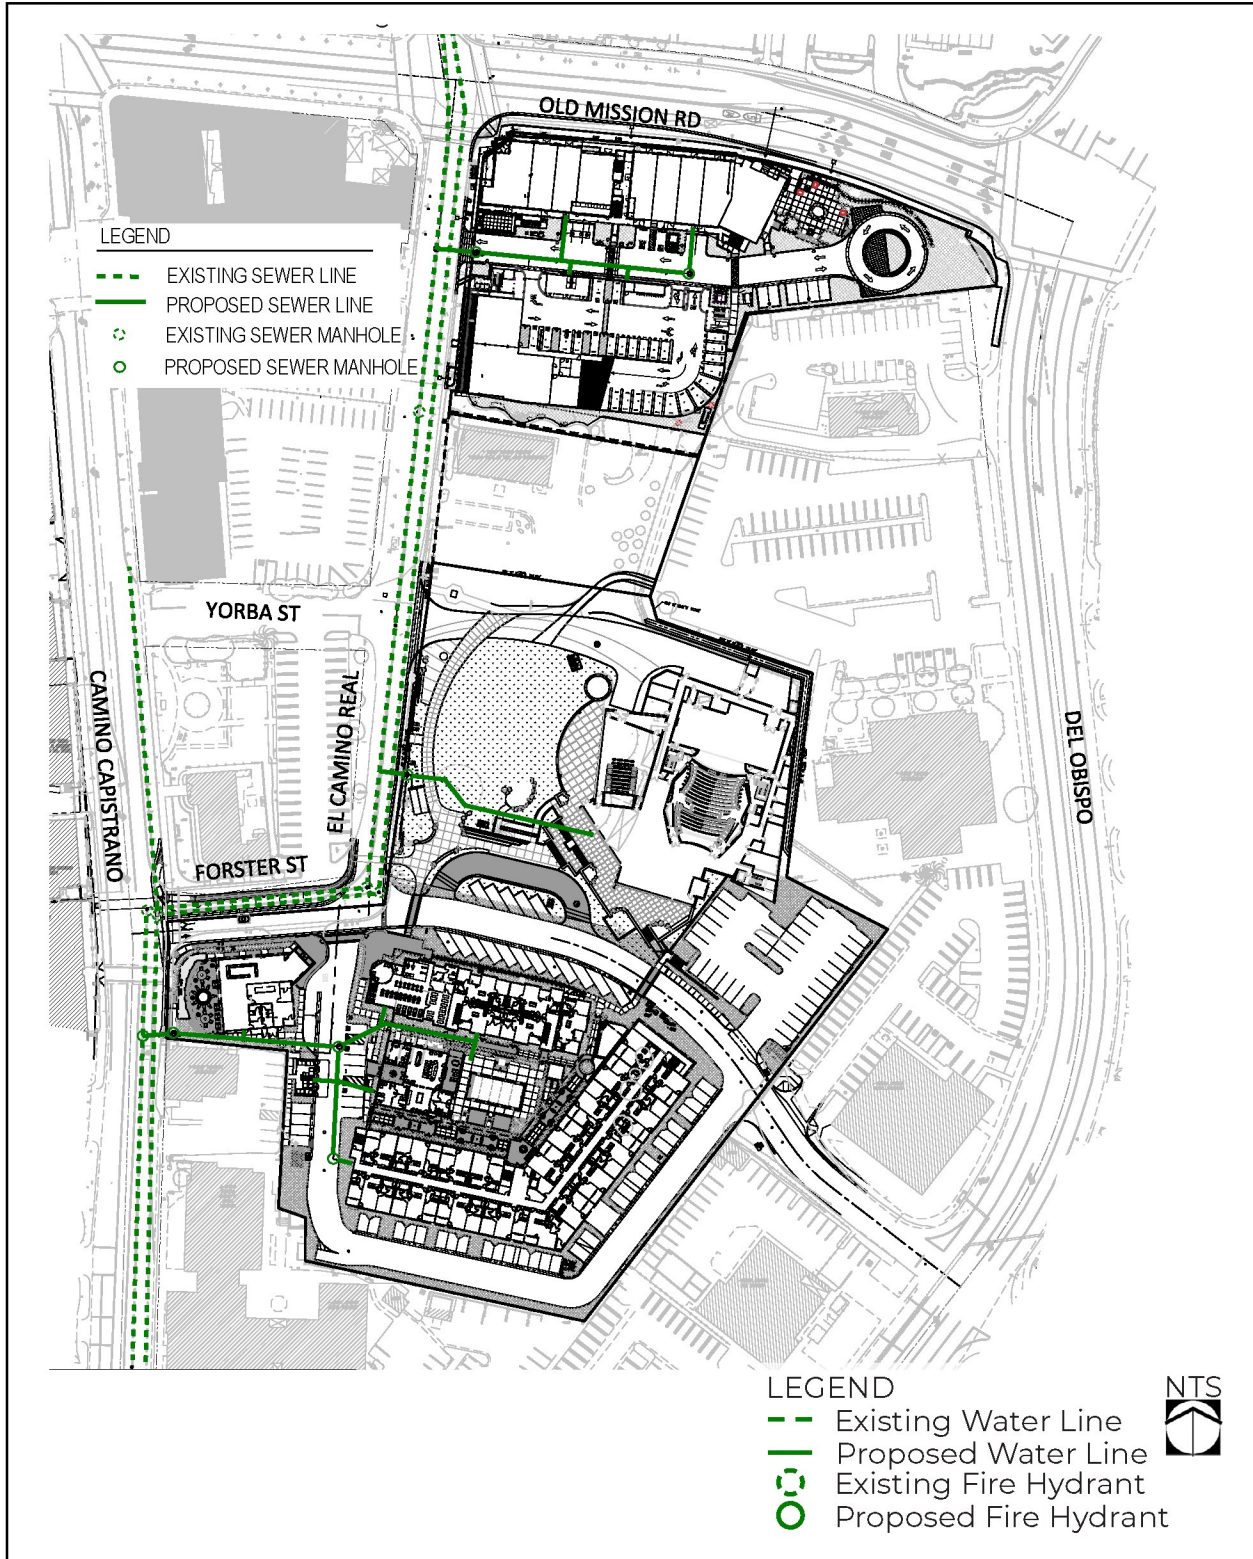 OLD MISSION RD
LEGEND
EXISTING SEWER LINE
PROPOSED SEWER LINE
EXISTING SEWER MANHOLE
PROPOSED SEWER MANHOLE
YORBA ST
CAMINO CAPISTRANO
EL CAMINO REAL
DEL OBISPO
FORSTER ST
LEGEND
NTS
Existing Water Line
Proposed Water Line
Existing Fire Hydrant
Proposed Fire Hydrant